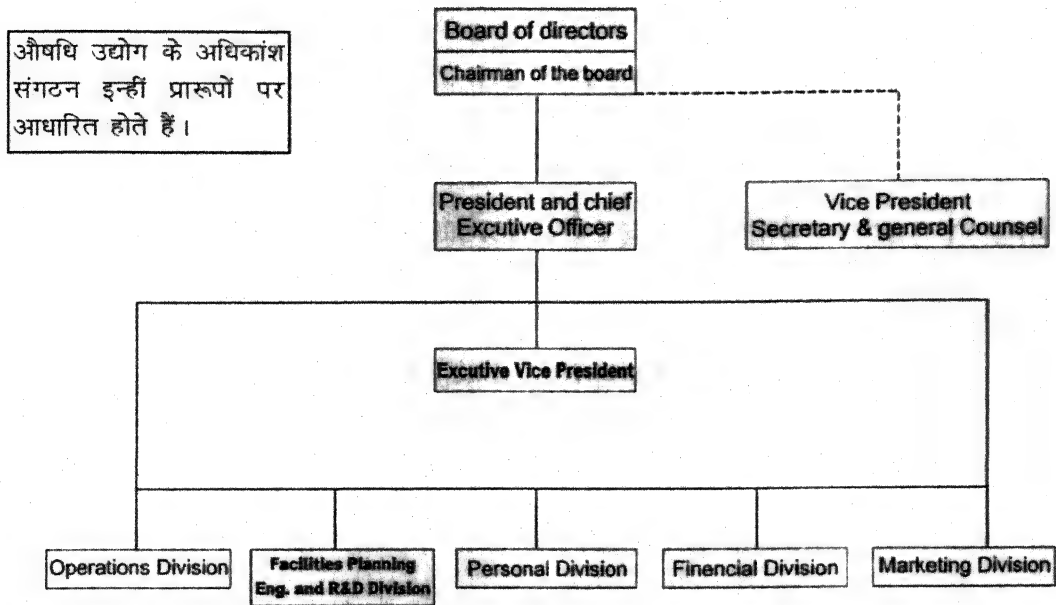 औषधि उद्योग के अधिकांश
संगटन इन्हीं प्रारूपों पर
आधारित होते हैं।
Board of directors
Chairman of the board
President and chief
Excutive Officer
Vice President
Secretary & general Counsel
Excutive Vice President
Operations Division
Facilities Planning
Eng. and R&D Division
Personal Division
Finencial Division
Marketing Division